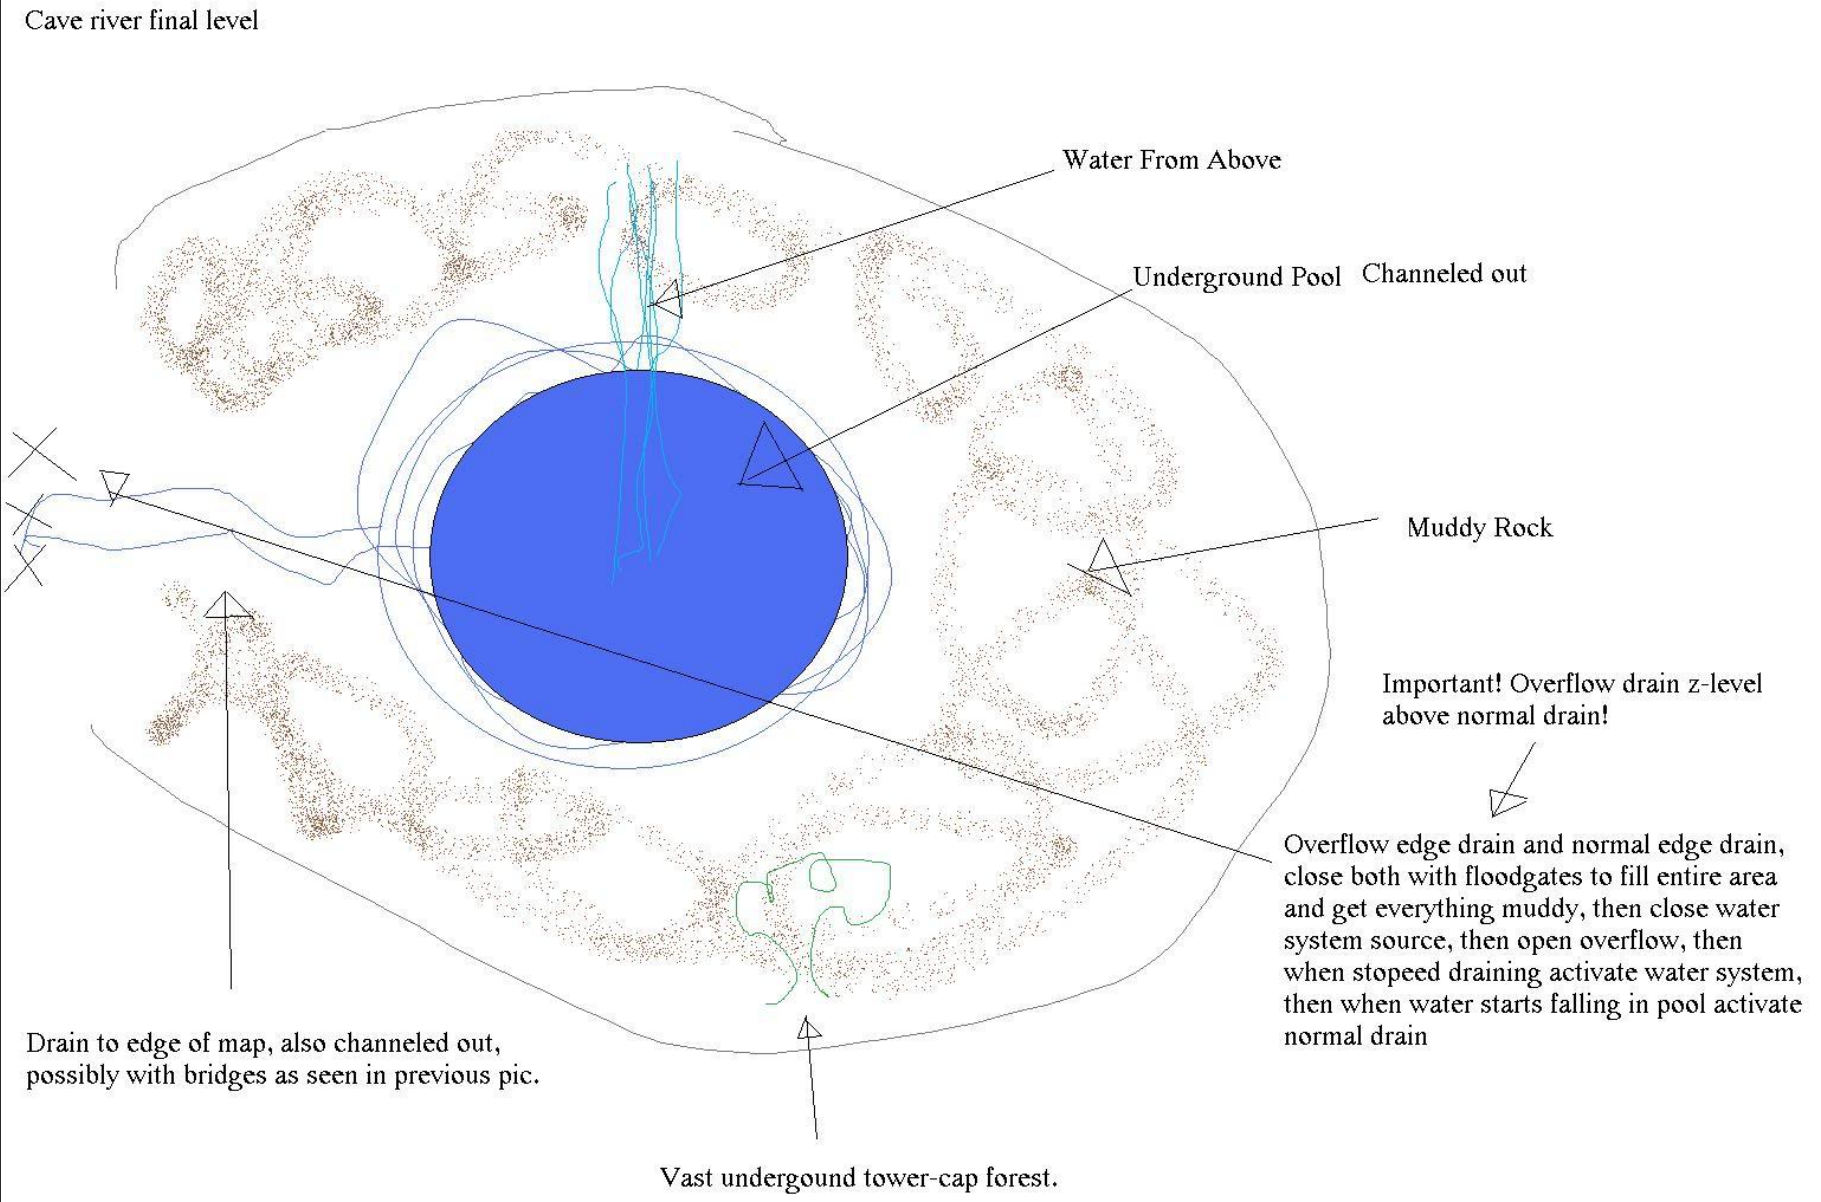 Cave river final level
Water From Above
Underground Pool Channeled out
Muddy Rock
Important! Overflow drain z-level
above normal drain!
Overflow edge drain and normal edge drain,
close both with floodgates to fill entire area
and get everything muddy, then close water
system source, then open overflow, then
when stopeed draining activate water system,
then when water starts falling in pool activate
normal drain
Drain to edge of map, also channeled out,
possibly with bridges as seen in previous pic.
Vast undergound tower-cap forest.